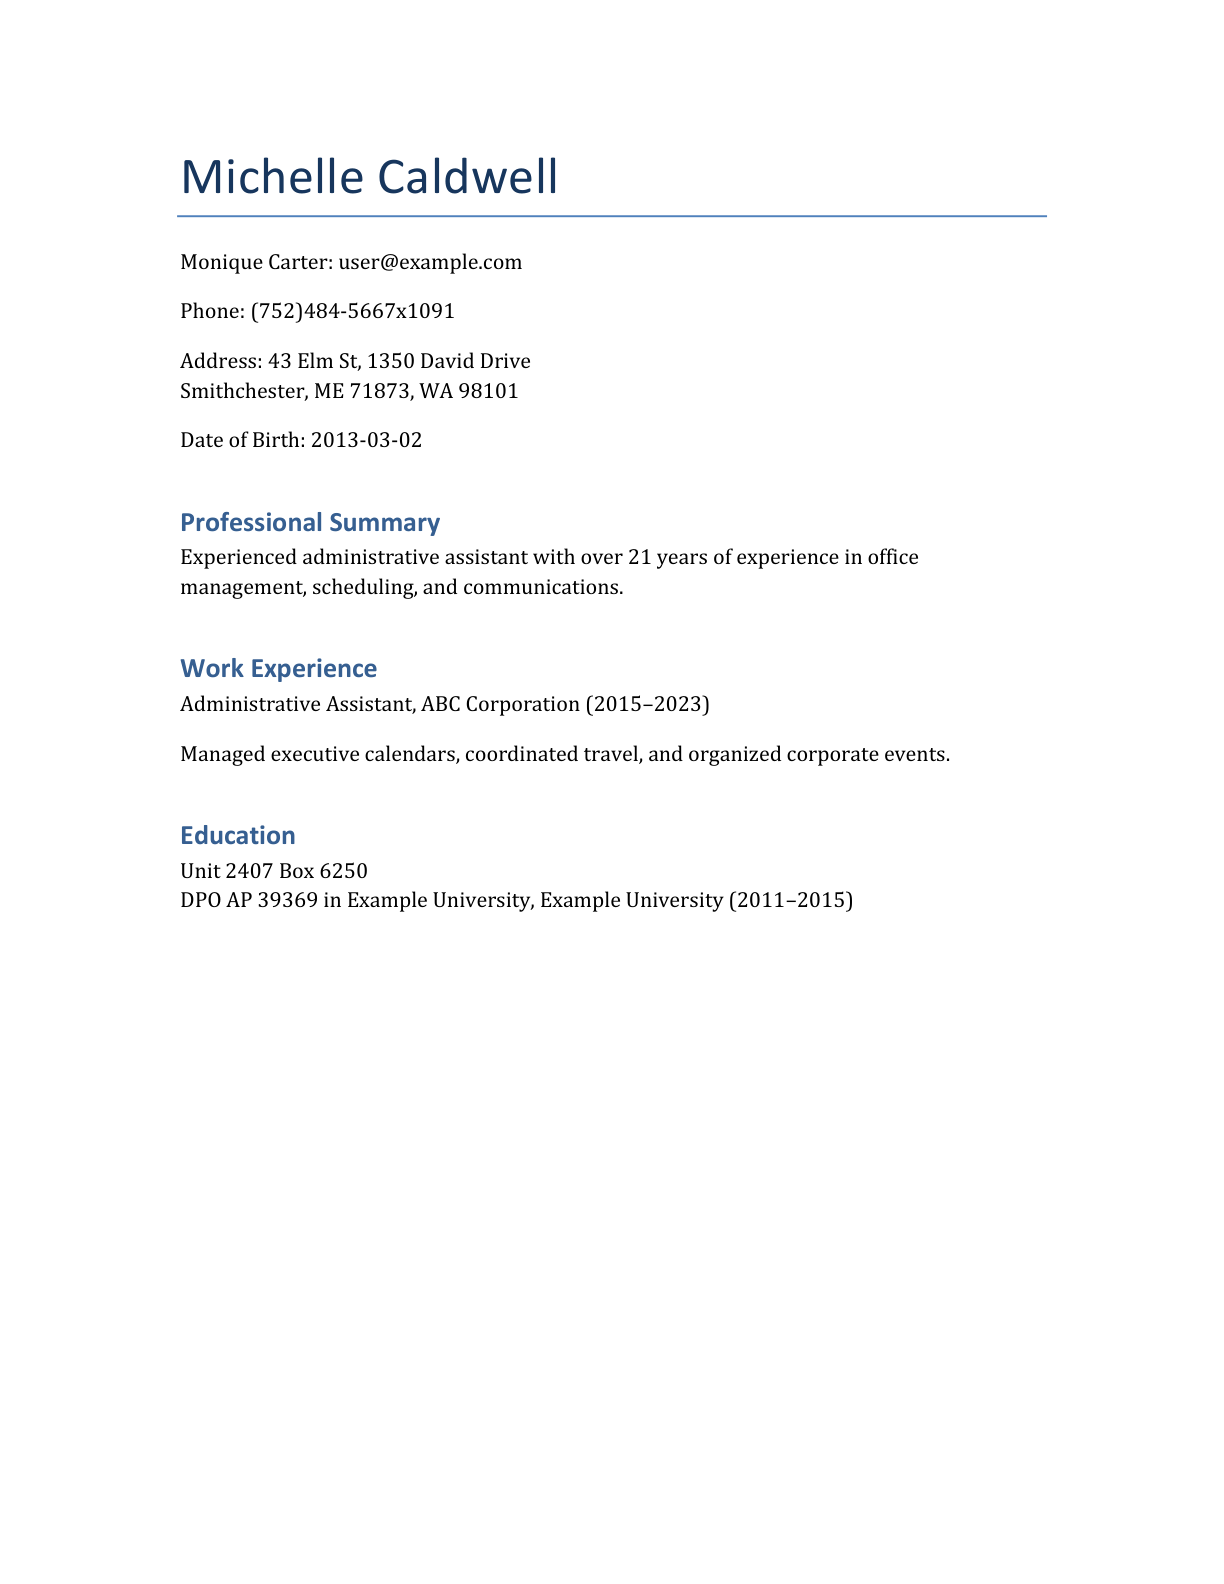 Michelle Caldwell
Monique Carter: user@example.com
Phone: (752)484-5667x1091
Address: 43 Elm St, 1350 David Drive
Smithchester, ME 71873, WA 98101
Date of Birth: 2013-03-02
Professional Summary
Experienced administrative assistant with over 21 years of experience in office
management, scheduling, and communications.
Work Experience
Administrative Assistant, ABC Corporation (2015–2023)
Managed executive calendars, coordinated travel, and organized corporate events.
Education
Unit 2407 Box 6250
DPO AP 39369 in Example University, Example University (2011–2015)